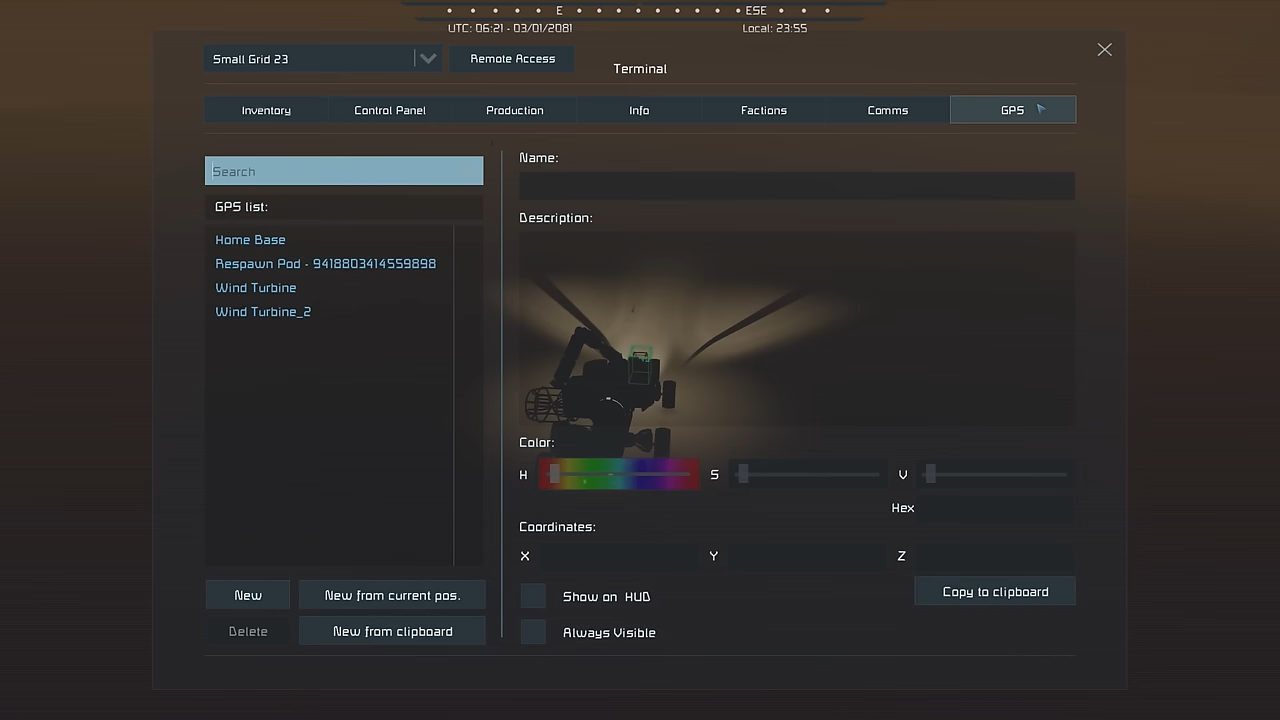 E ESE
UTC: 06:21 - 03/01/2081 Local: 23:55
Small Grid 23 Remote Access
Terminal
Inventory Control Panel Production Info Factions Comms GPS
Search
GPS list:
Home Base
Respawn Pod - 9418803414559898
Wind Turbine
Wind Turbine_2
New New from current pos.
Delete New from clipboard
Name:
Description:
Color:
H S V
Hex
Coordinates:
X Y Z
Show on HUD Copy to clipboard
Always Visible